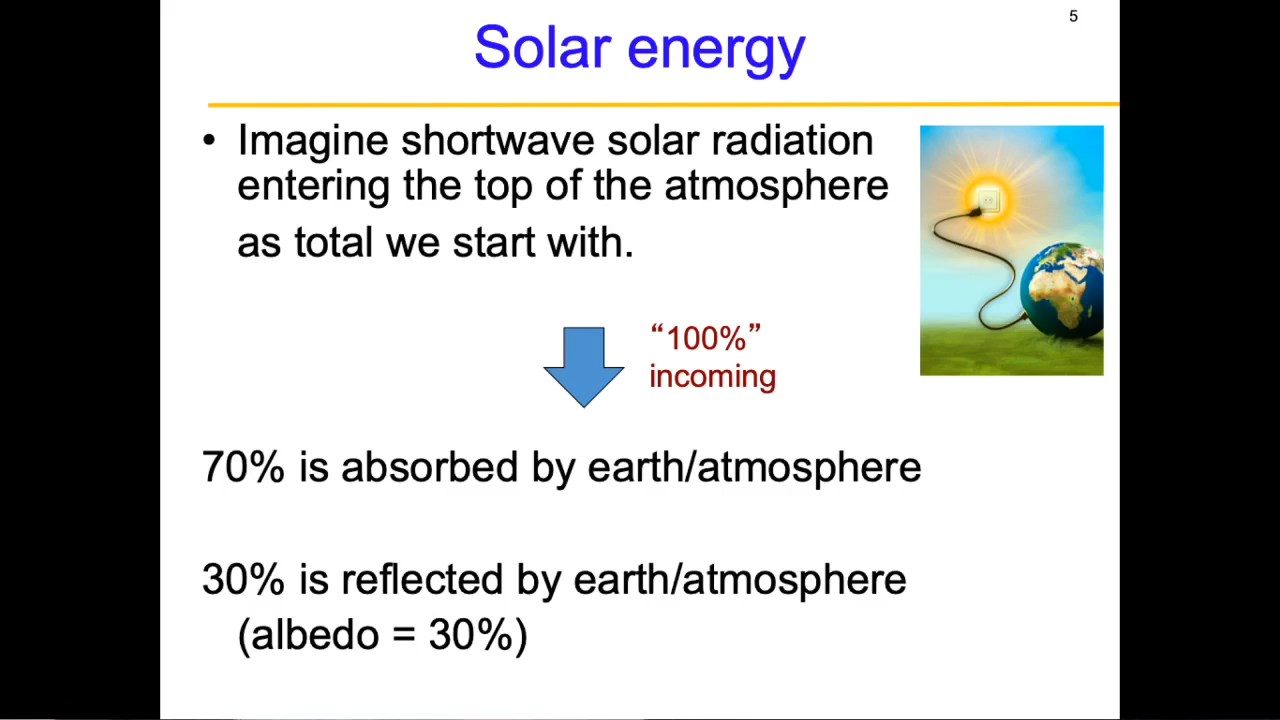 5
Solar energy
• Imagine shortwave solar radiation
entering the top of the atmosphere
as total we start with.
“100%”
incoming
70% is absorbed by earth/atmosphere
30% is reflected by earth/atmosphere
(albedo = 30%)